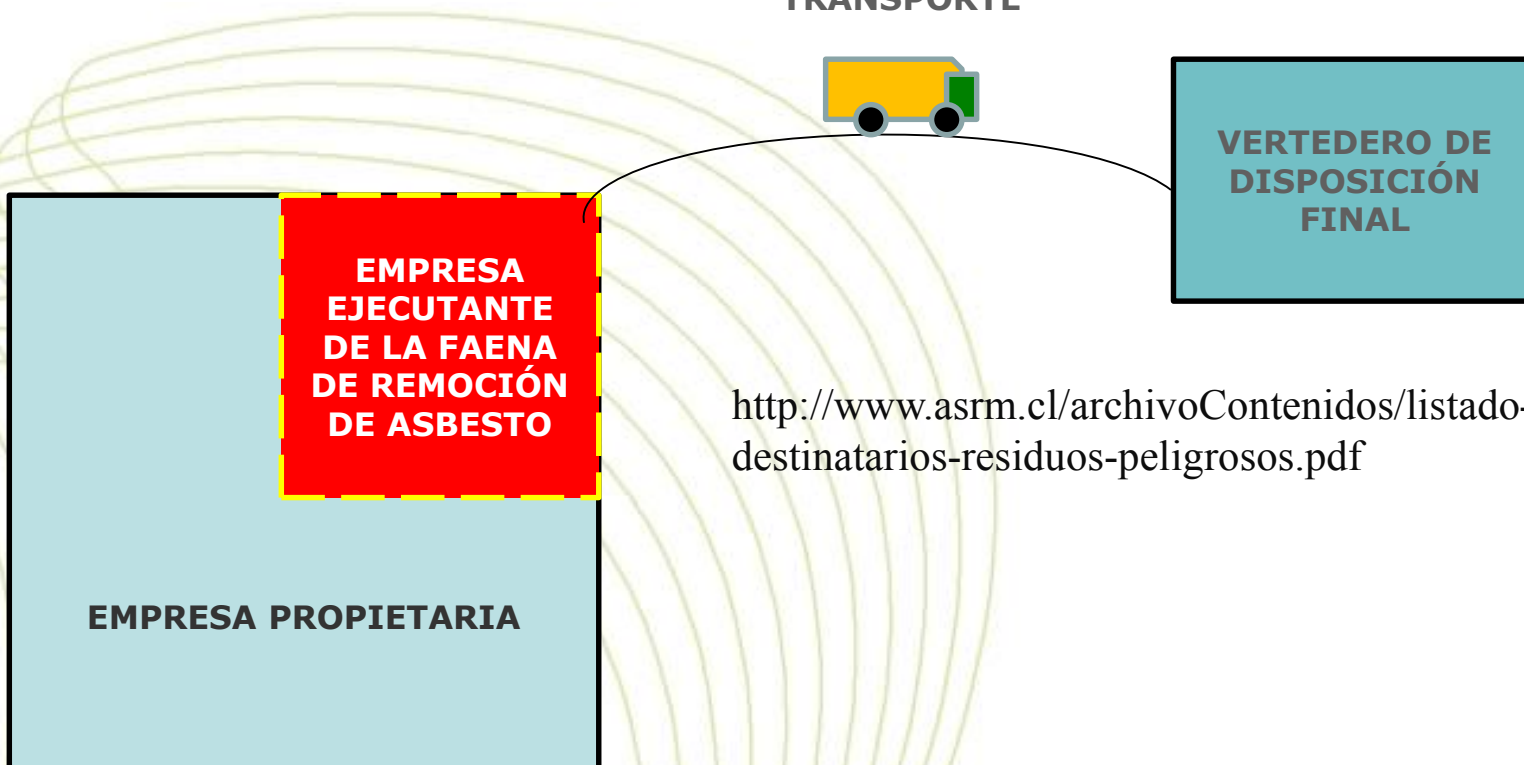 TRANSPORTE
VERTEDERO DE
DISPOSICIÓN
FINAL
EMPRESA
EJECUTANTE
DE LA FAENA
DE REMOCIÓN
DE ASBESTO
http://www.asrm.cl/archivoContenidos/listado-
destinatarios-residuos-peligrosos.pdf
EMPRESA PROPIETARIA